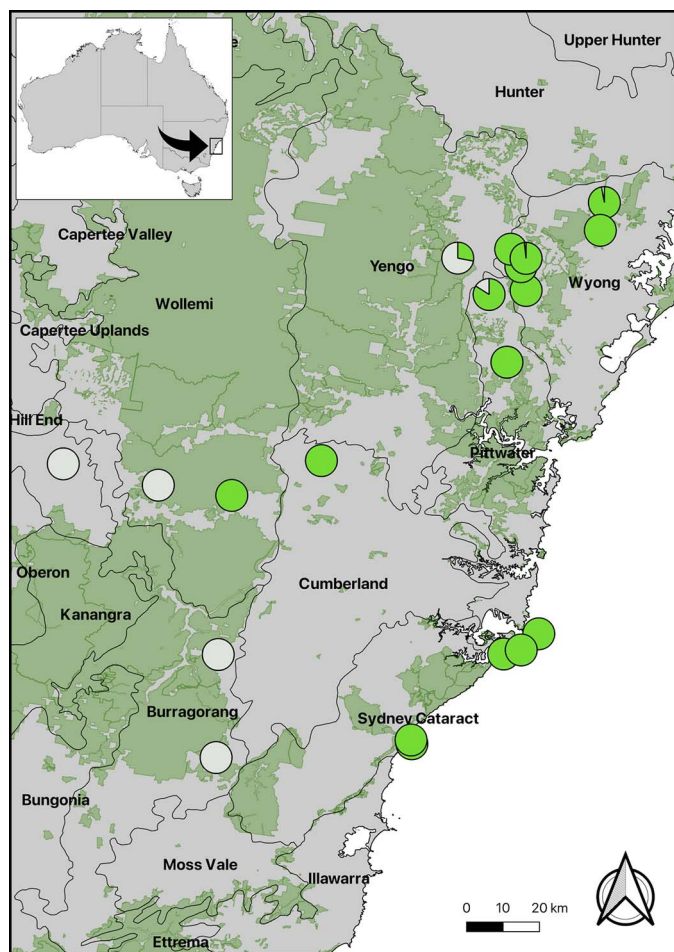 Upper Hunter
Hunter
Capertee Valley
Yengo
Wyong
Wollemi
Capertee Uplands
Hill End
Pittwater
Oberon
Cumberland
Kanangra
Burragorang
Sydney Cataract
Bungonia
Moss Vale
Illawarra
0 10 20 km
Ettrema